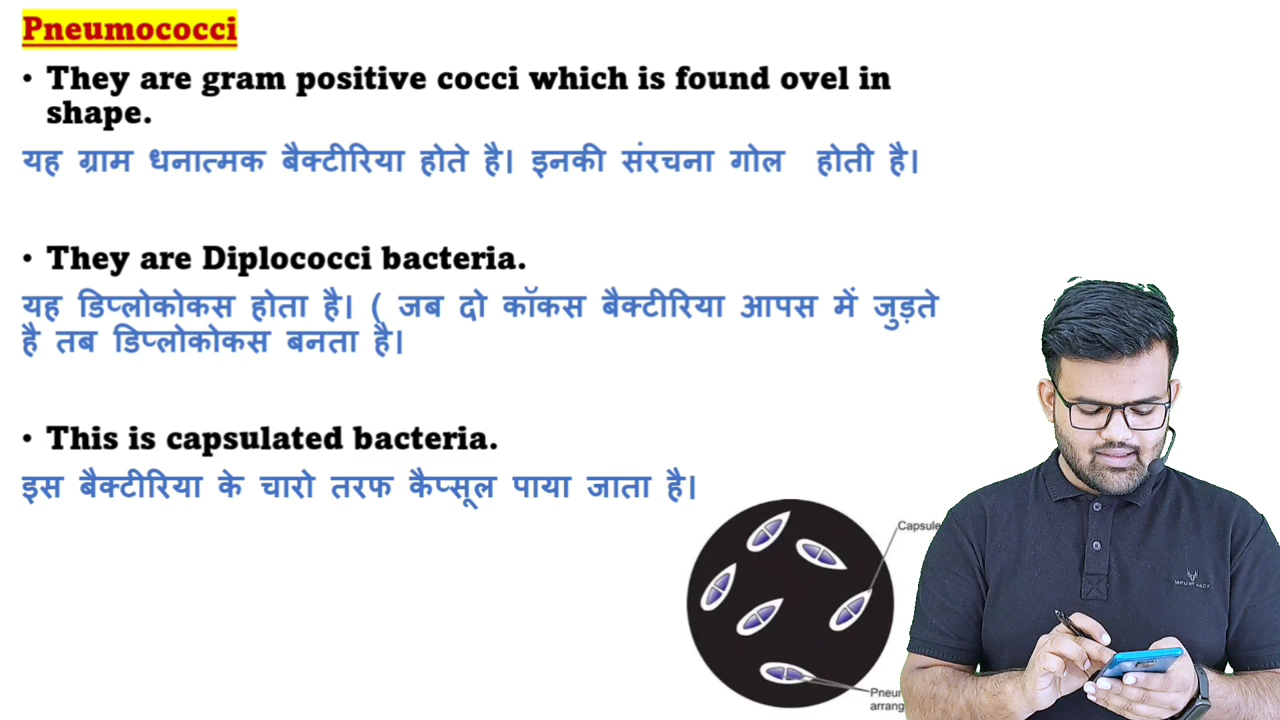 Pneumococci
• They are gram positive cocci which is found ovel in
shape.
यह ग्राम धनात्मक बैक्टीरिया होते है। इनकी संरचना गोल होती है।
• They are Diplococci bacteria.
यह डिप्लोकोकस होता है। ( जब दो कॉकस बैक्टीरिया आपस में जुड़ते
है तब डिप्लोकोकस बनता है।
• This is capsulated bacteria.
इस बैक्टीरिया के चारो तरफ कैप्सूल पाया जाता है।
Capsule